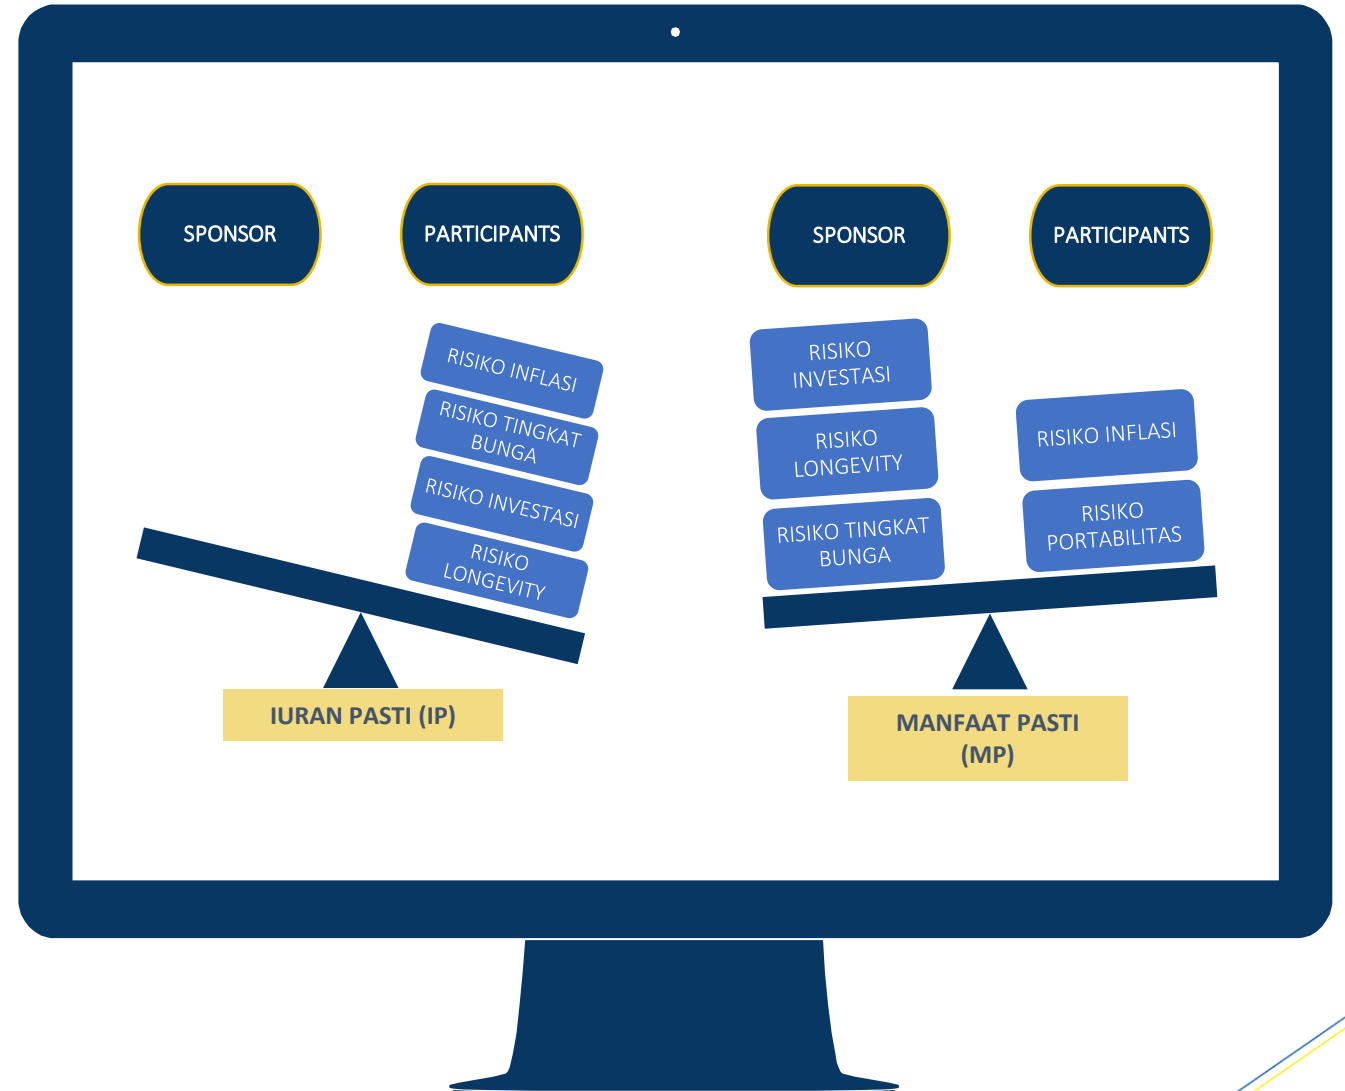 SPONSOR
PARTICIPANTS
RISIKO INFLASI
RISIKO TINGKAT
BUNGA
RISIKO INVESTASI
RISIKO
LONGEVITY
IURAN PASTI (IP)
SPONSOR
PARTICIPANTS
RISIKO
INVESTASI
RISIKO
LONGEVITY
RISIKO TINGKAT
BUNGA
RISIKO INFLASI
RISIKO
PORTABILITAS
MANFAAT PASTI
(MP)